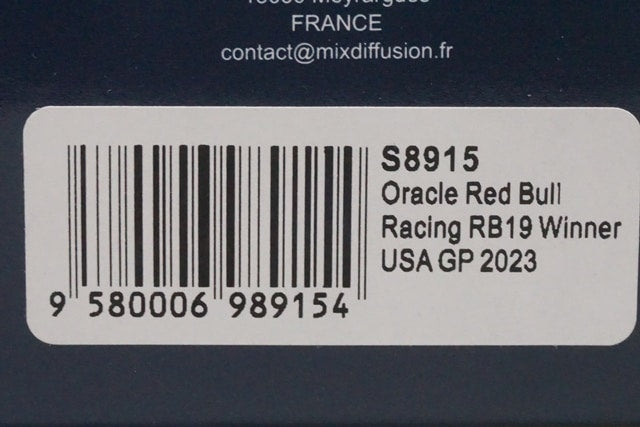 FRANCE
contact@mixdiffusion.fr
S8915
Oracle Red Bull
Racing RB19 Winner
USA GP 2023
9 580006 989154